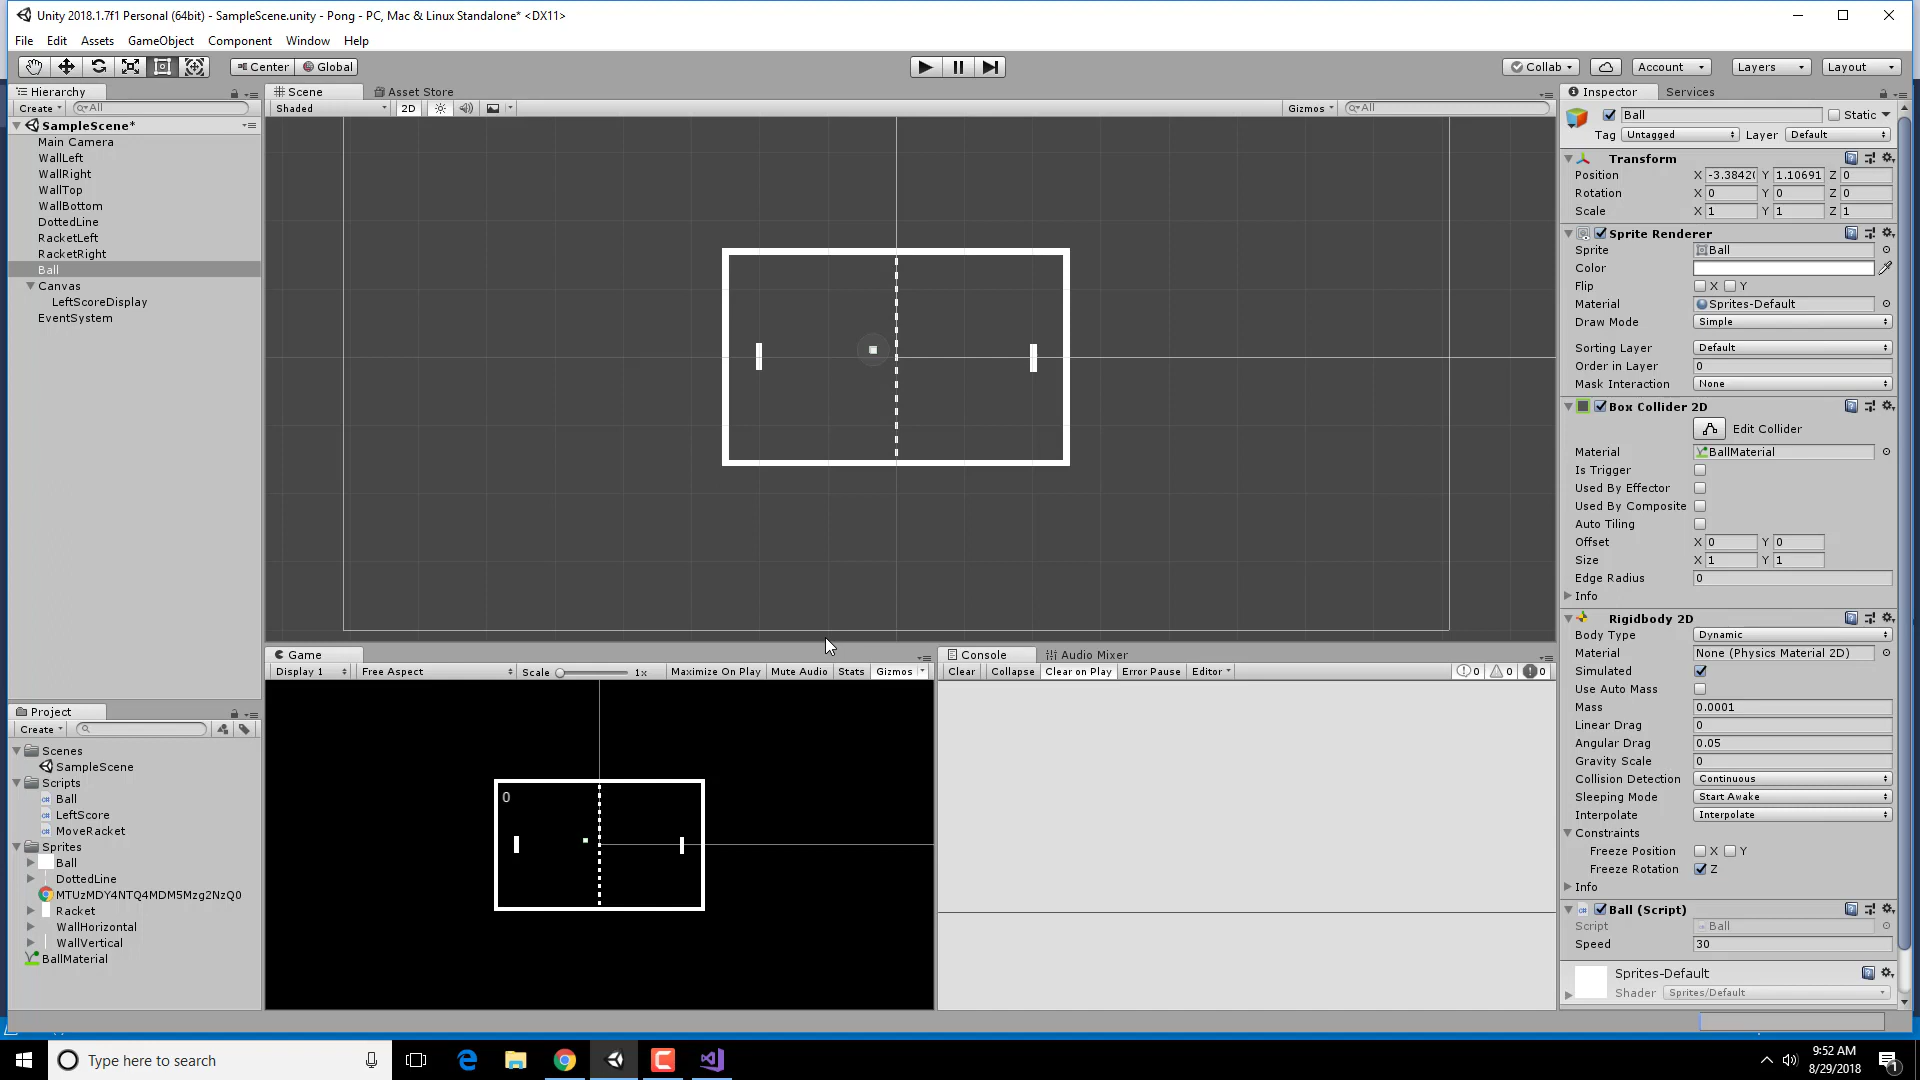 Unity 2018.1.7f1 Personal (64bit) - SampleScene.unity - Pong - PC, Mac & Linux Standalone* <DX11>
File Edit Assets GameObject Component Window Help
Center Global
Collab Account Layers Layout
Hierarchy
Create All
SampleScene*
Main Camera
WallLeft
WallRight
WallTop
WallBottom
DottedLine
RacketLeft
RacketRight
Ball
Canvas
LeftScoreDisplay
EventSystem
Scene Asset Store
Shaded 2D Gizmos All
Project
Create
Scenes
SampleScene
Scripts
Ball
LeftScore
MoveRacket
Sprites
Ball
DottedLine
MTUzMDY4NTQ4MDM5Mzg2NzQ0
Racket
WallHorizontal
WallVertical
BallMaterial
Game
Display 1 Free Aspect Scale 1x Maximize On Play Mute Audio Stats Gizmos
0
Console Audio Mixer
Clear Collapse Clear on Play Error Pause Editor 0 0 0
Inspector Services
Ball Static
Tag Untagged Layer Default
Transform
Position X -3.3842( Y 1.10691 Z 0
Rotation X 0 Y 0 Z 0
Scale X 1 Y 1 Z 1
Sprite Renderer
Sprite Ball
Color
Flip X Y
Material Sprites-Default
Draw Mode Simple
Sorting Layer Default
Order in Layer 0
Mask Interaction None
Box Collider 2D
Edit Collider
Material BallMaterial
Is Trigger
Used By Effector
Used By Composite
Auto Tiling
Offset X 0 Y 0
Size X 1 Y 1
Edge Radius 0
Info
Rigidbody 2D
Body Type Dynamic
Material None (Physics Material 2D)
Simulated
Use Auto Mass
Mass 0.0001
Linear Drag 0
Angular Drag 0.05
Gravity Scale 0
Collision Detection Continuous
Sleeping Mode Start Awake
Interpolate Interpolate
Constraints
Freeze Position X Y
Freeze Rotation Z
Info
Ball (Script)
Script Ball
Speed 30
Sprites-Default
Shader Sprites/Default
Type here to search
9:52 AM
8/29/2018
1